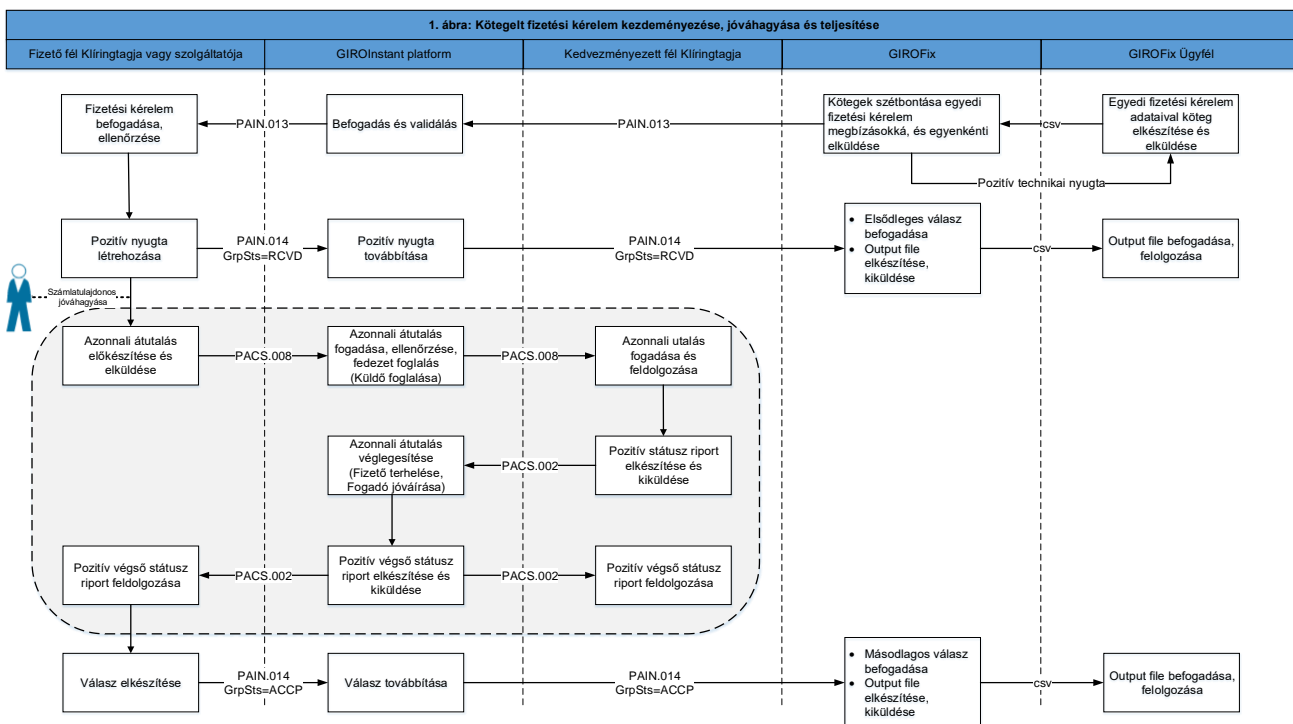 1. ábra: Kötegelt fizetési kérelem kezdeményezése, jóváhagyása és teljesítése
Fizető fél Klíringtagja vagy szolgáltatója
GIROInstant platform
Kedvezményezett fél Klíringtagja
GIROFix
GIROFix Ügyfél
Fizetési kérelem
befogadása,
ellenőrzése
PAIN.013
Befogadás és validálás
PAIN.013
Kötegek szétbontása egyedi
fizetési kérelem
megbízásokká, és egyenkénti
elküldése
csv
Egyedi fizetési kérelem
adataival köteg
elkészítése és
elküldése
Pozitív technikai nyugta
Pozitív nyugta
létrehozása
PAIN.014
GrpSts=RCVD
Pozitív nyugta
továbbítása
PAIN.014
GrpSts=RCVD
• Elsődleges válasz
befogadása
• Output file
elkészítése,
kiküldése
csv
Output file befogadása,
felolgozása
Számlatulajdonos
jóváhagyása
Azonnali átutalás
előkészítése és
elküldése
PACS.008
Azonnali átutalás
fogadása, ellenőrzése,
fedezet foglalás
(Küldő foglalása)
PACS.008
Azonnali utalás
fogadása és
feldolgozása
Azonnali átutalás
véglegesítése
(Fizető terhelése,
Fogadó jóváírása)
PACS.002
Pozitív státusz riport
elkészítése és
kiküldése
Pozitív végső státusz
riport feldolgozása
PACS.002
Pozitív végső státusz
riport elkészítése és
kiküldése
PACS.002
Pozitív végső státusz
riport feldolgozása
Válasz elkészítése
PAIN.014
GrpSts=ACCP
Válasz továbbítása
PAIN.014
GrpSts=ACCP
• Másodlagos válasz
befogadása
• Output file
elkészítése,
kiküldése
csv
Output file befogadása,
felolgozása